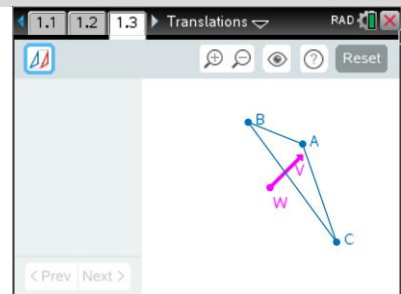 1.1 1.2 1.3 Translations RAD
Reset
B
A
V
W
C
< Prev Next >